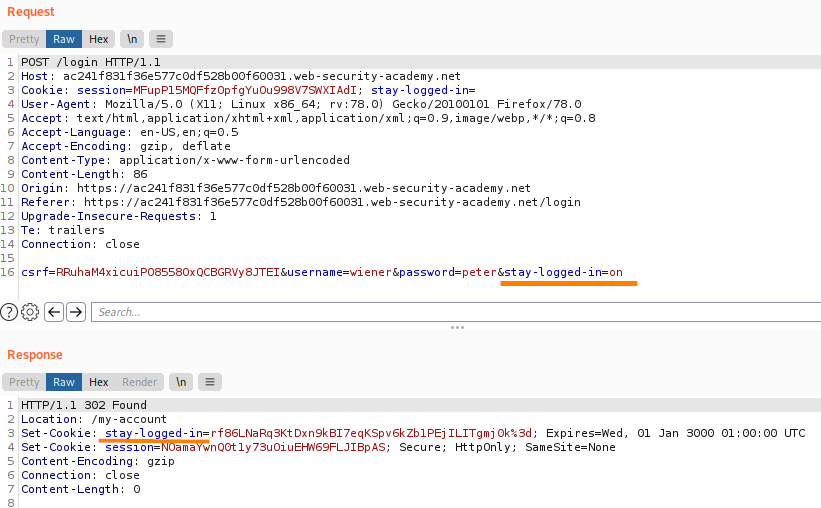 Request
Pretty Raw Hex \n
1 POST /login HTTP/1.1
2 Host: ac241f831f36e577c0df528b00f60031.web-security-academy.net
3 Cookie: session=MFupP15MQFfzOpfgYuOu998V7SWXIAdI; stay-logged-in=
4 User-Agent: Mozilla/5.0 (X11; Linux x86_64; rv:78.0) Gecko/20100101 Firefox/78.0
5 Accept: text/html,application/xhtml+xml,application/xml;q=0.9,image/webp,*/*;q=0.8
6 Accept-Language: en-US,en;q=0.5
7 Accept-Encoding: gzip, deflate
8 Content-Type: application/x-www-form-urlencoded
9 Content-Length: 86
10 Origin: https://ac241f831f36e577c0df528b00f60031.web-security-academy.net
11 Referer: https://ac241f831f36e577c0df528b00f60031.web-security-academy.net/login
12 Upgrade-Insecure-Requests: 1
13 Te: trailers
14 Connection: close
15
16 csrf=RRuhaM4xicuiPO8558OxQCBGRVy8JTEI&username=wiener&password=peter&stay-logged-in=on
Search...
Response
Pretty Raw Hex Render \n
1 HTTP/1.1 302 Found
2 Location: /my-account
3 Set-Cookie: stay-logged-in=rf86LNaRq3KtDxn9kBI7eqKSpv6kZblPEjILITgmj0k%3d; Expires=Wed, 01 Jan 3000 01:00:00 UTC
4 Set-Cookie: session=NOamaYwnQ0tly73uOiuEHW69FLJIBpAS; Secure; HttpOnly; SameSite=None
5 Content-Encoding: gzip
6 Connection: close
7 Content-Length: 0
8